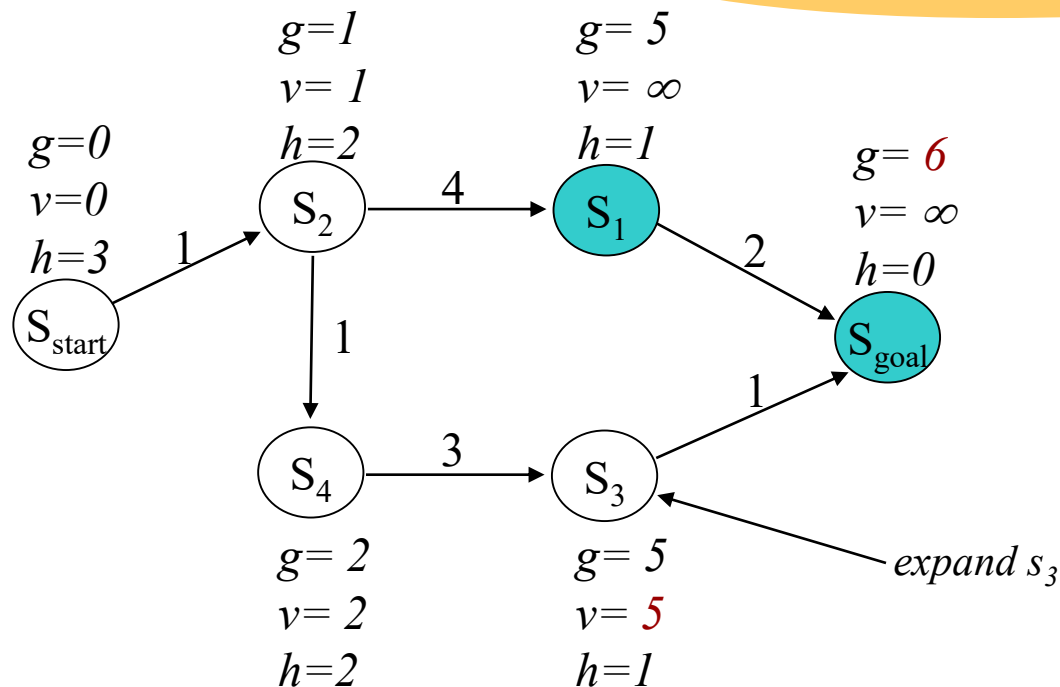 g=1
v= 1
h=2
g= 5
v= ∞
h=1
g=0
v=0
h=3
g= 6
v= ∞
h=0
S2
4
S1
1
2
Sstart
Sgoal
1
1
S4
3
S3
g= 2
v= 2
h=2
g= 5
v= 5
h=1
expand s3